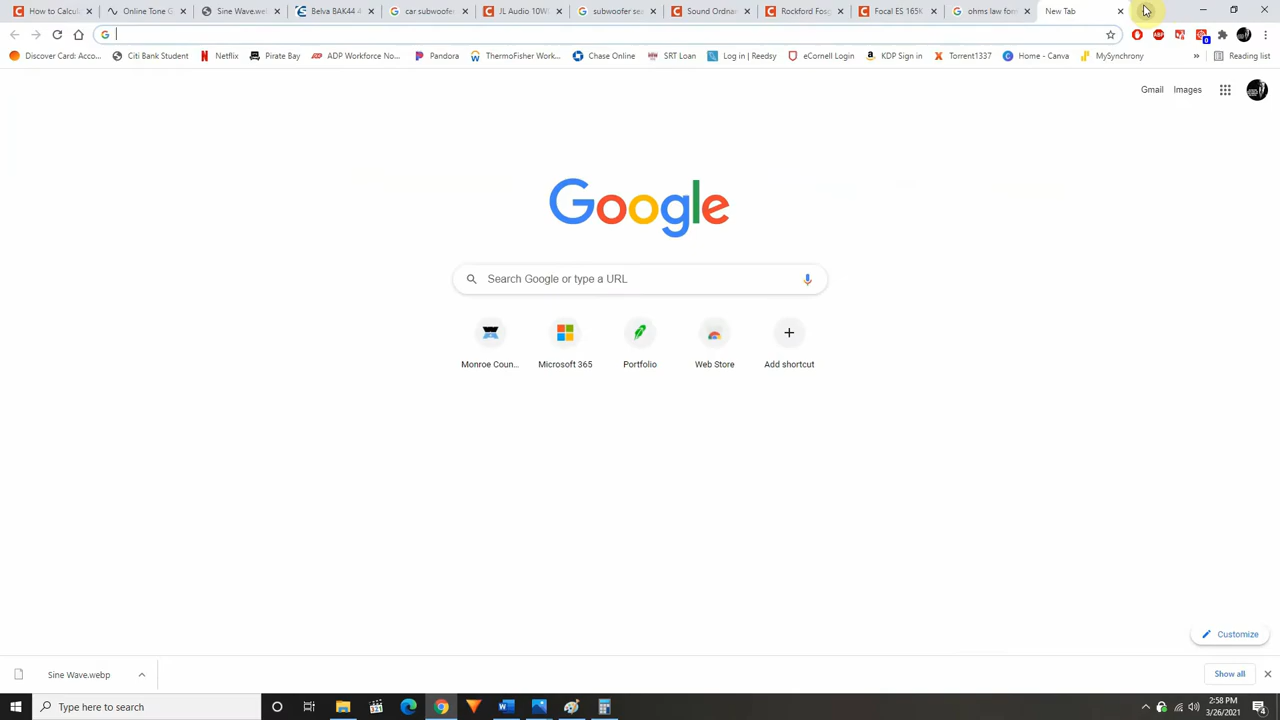 How to Calcul
Online Tone G
Sine Wave.we
Belva BAK44 4
car subwoofer
JL Audio 10W
subwoofer se
Sound Ordnan
Rockford Fosg
Focal ES 165K
ohms law form
New Tab
Discover Card: Acco...
Citi Bank Student
Netflix
Pirate Bay
ADP Workforce No...
Pandora
ThermoFisher Work...
Chase Online
SRT Loan
Log in | Reedsy
eCornell Login
KDP Sign in
Torrent1337
Home - Canva
MySynchrony
»
Reading list
Gmail
Images
Google
Search Google or type a URL
Monroe Coun...
Microsoft 365
Portfolio
Web Store
Add shortcut
Customize
Sine Wave.webp
Show all
Type here to search
2:58 PM
3/26/2021